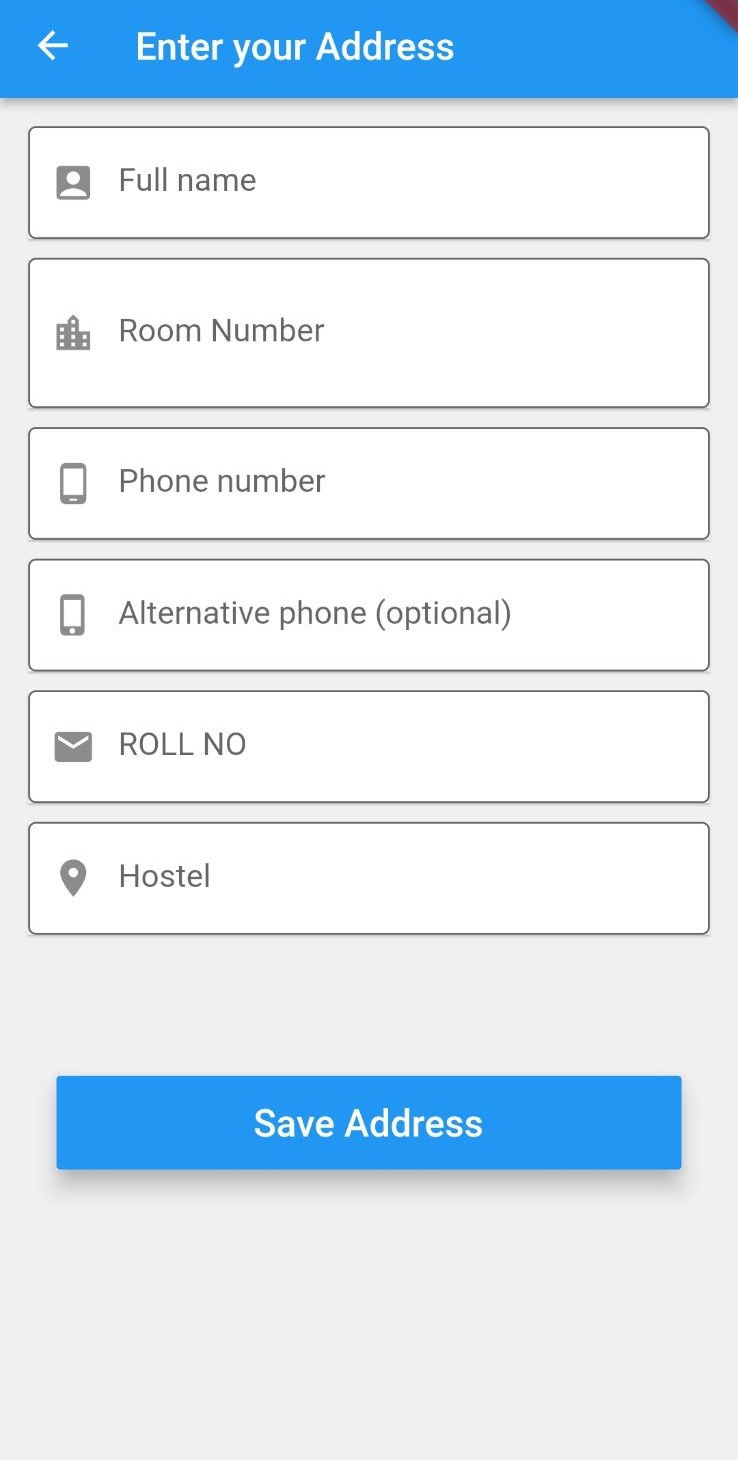 Enter your Address
Full name
Room Number
Phone number
Alternative phone (optional)
ROLL NO
Hostel
Save Address